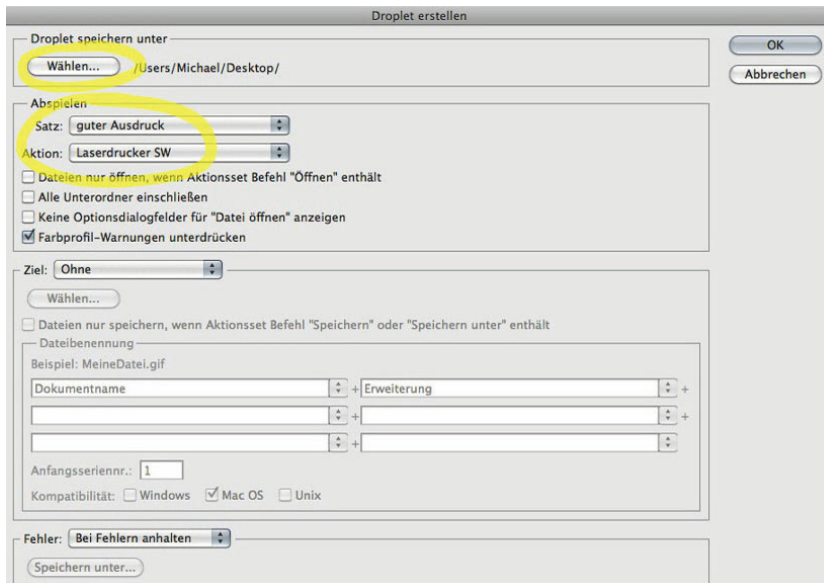 Droplet erstellen
Droplet speichern unter
Wählen... /Users/Michael/Desktop/
OK
Abbrechen
Abspielen
Satz: guter Ausdruck
Aktion: Laserdrucker SW
Dateien nur öffnen, wenn Aktionsset Befehl "Öffnen" enthält
Alle Unterordner einschließen
Keine Optionsdialogfelder für "Datei öffnen" anzeigen
Farbprofil-Warnungen unterdrücken
Ziel: Ohne
Wählen...
Dateien nur speichern, wenn Aktionsset Befehl "Speichern" oder "Speichern unter" enthält
Dateibenennung
Beispiel: MeineDatei.gif
Dokumentname + Erweiterung +
+ +
+
Anfangsseriennr.: 1
Kompatibilität: Windows Mac OS Unix
Fehler: Bei Fehlern anhalten
Speichern unter...